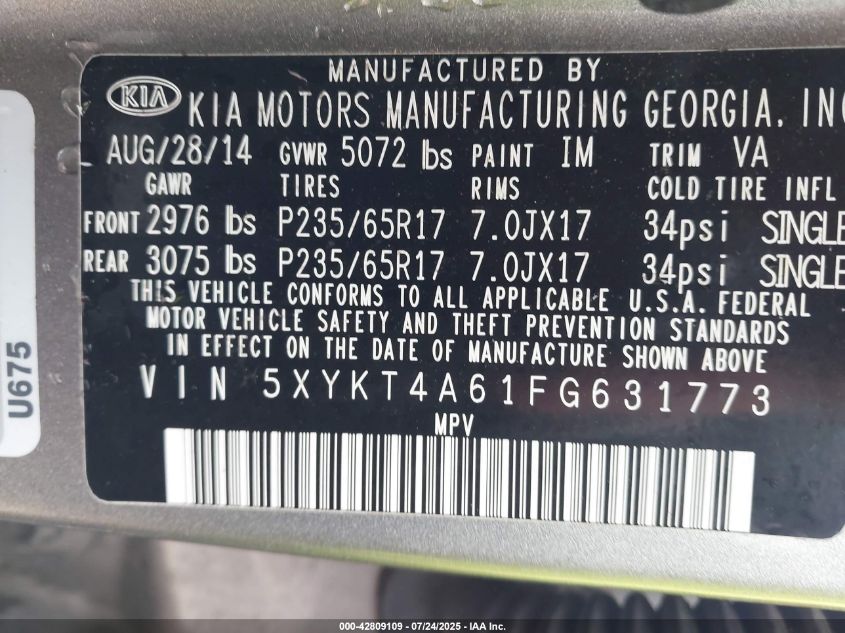 MANUFACTURED BY
KIA KIA MOTORS MANUFACTURING GEORGIA, INC
AUG/28/14 GVWR 5072 lbs PAINT IM TRIM VA
GAWR TIRES RIMS COLD TIRE INFL
FRONT 2976 lbs P235/65R17 7.0JX17 34psi SINGLE
REAR 3075 lbs P235/65R17 7.0JX17 34psi SINGLE
THIS VEHICLE CONFORMS TO ALL APPLICABLE U.S.A. FEDERAL
MOTOR VEHICLE SAFETY AND THEFT PREVENTION STANDARDS
IN EFFECT ON THE DATE OF MANUFACTURE SHOWN ABOVE
VIN 5XYKT4A61FG631773
MPV
U675
000-42809109 - 07/24/2025 - IAA Inc.